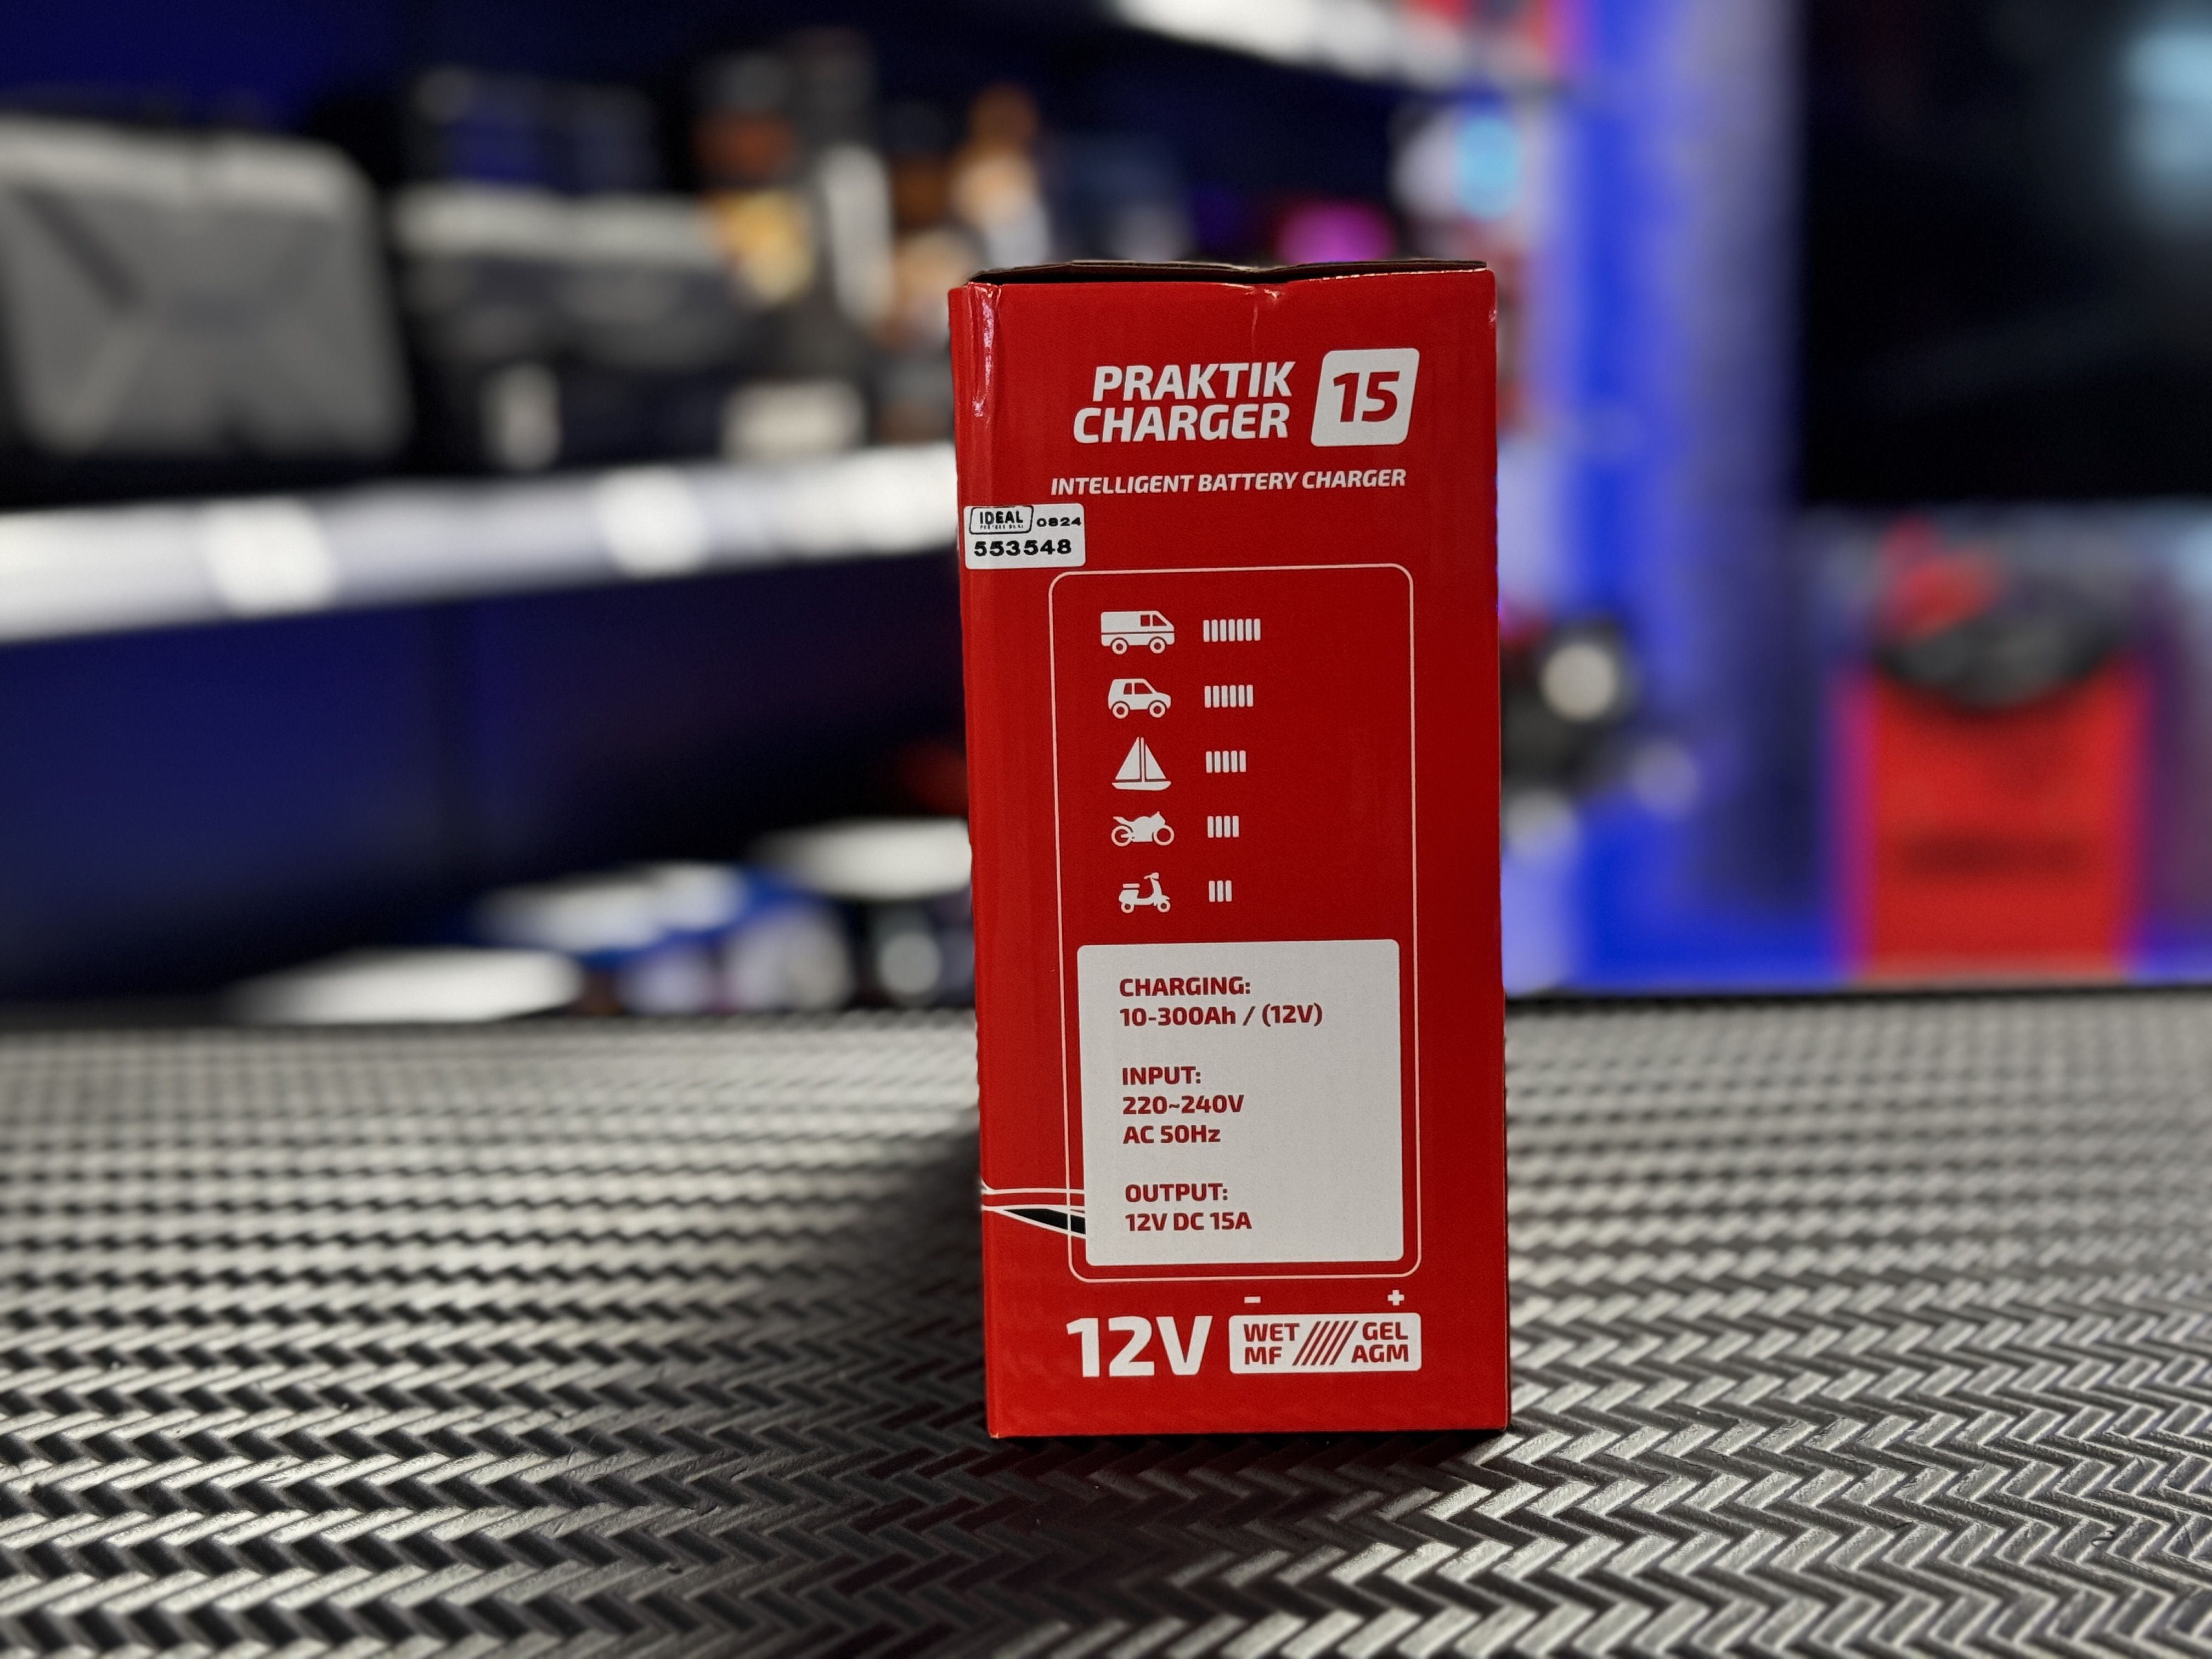 PRAKTIK
CHARGER 15
INTELLIGENT BATTERY CHARGER
IDEAL 0824
553548
CHARGING:
10-300Ah / (12V)
INPUT:
220~240V
AC 50Hz
OUTPUT:
12V DC 15A
- +
12V
WET GEL
MF AGM